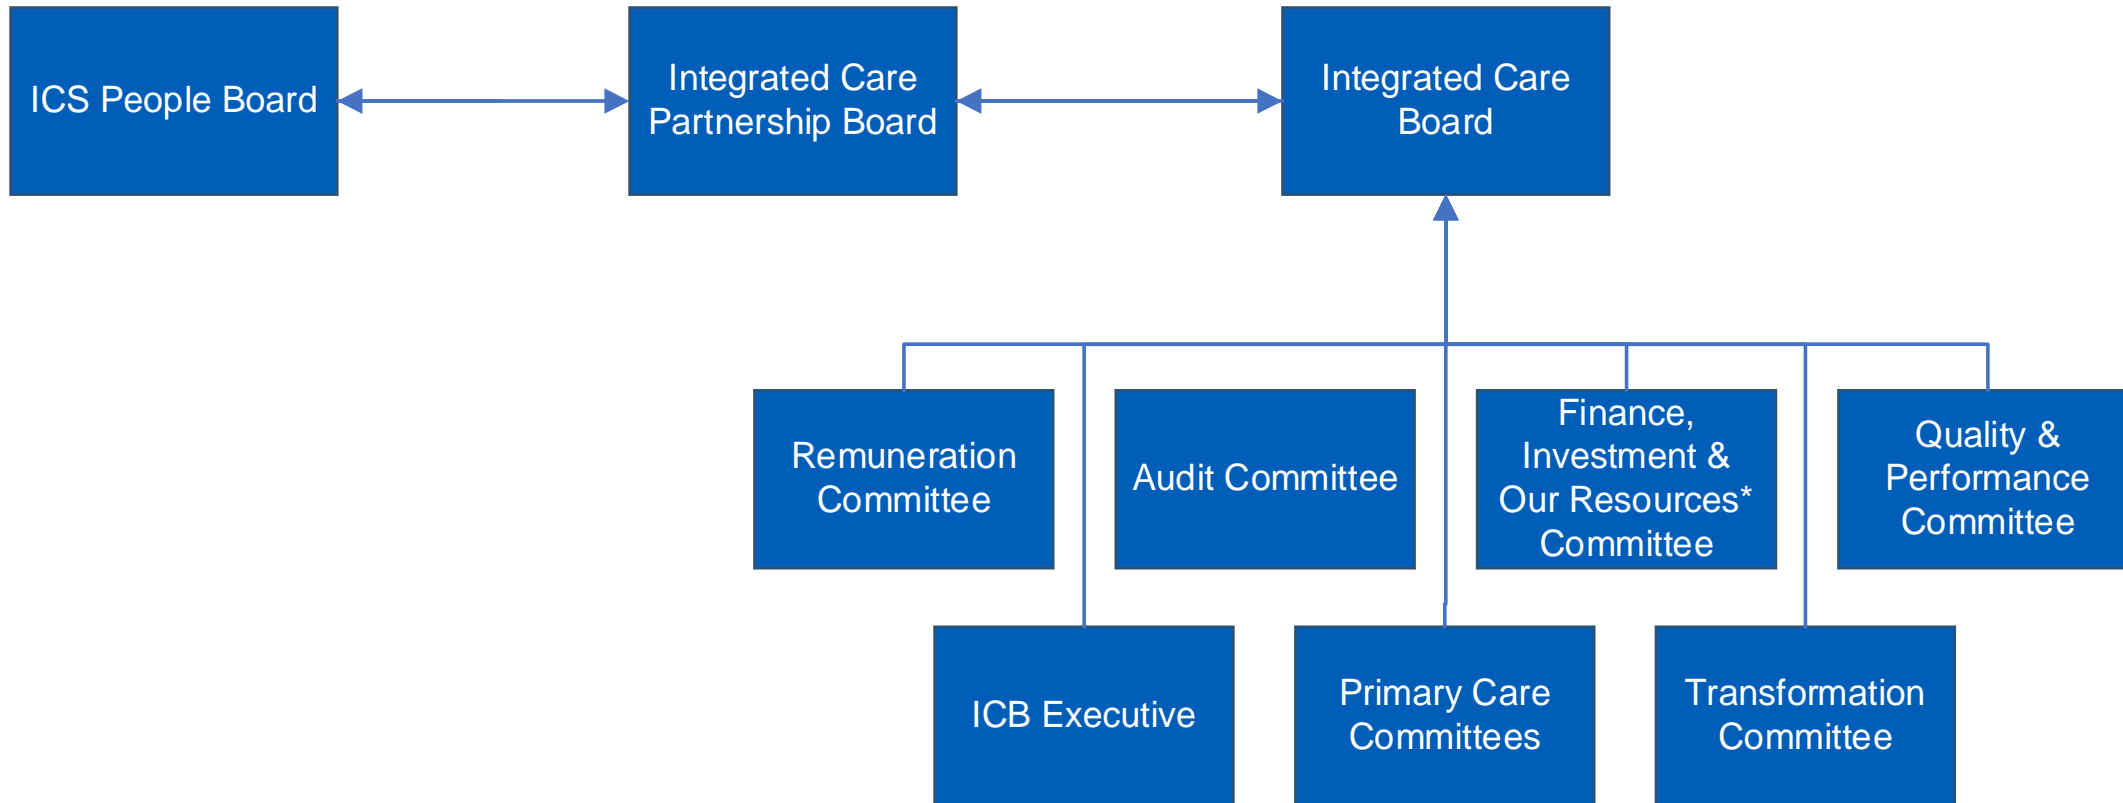 ICS People Board
Integrated Care
Partnership Board
Integrated Care
Board
Remuneration
Committee
Audit Committee
Finance,
Investment &
Our Resources*
Committee
Quality &
Performance
Committee
ICB Executive
Primary Care
Committees
Transformation
Committee